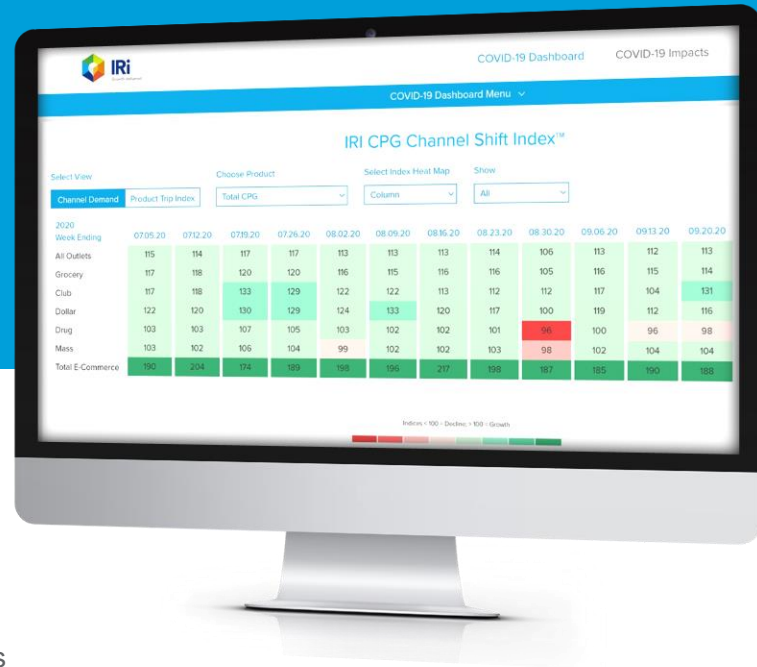 IRi
COVID-19 Dashboard COVID-19 Impacts
COVID-19 Dashboard Menu
IRI CPG Channel Shift Index™
Select View Choose Product Select Index Heat Map Show
Channel Demand Product Trip Index Total CPG Column All
2020
Week Ending 07.05.20 07.12.20 07.19.20 07.26.20 08.02.20 08.09.20 08.16.20 08.23.20 08.30.20 09.06.20 09.13.20 09.20.20
All Outlets 115 114 117 117 113 113 113 114 106 113 112 113
Grocery 117 118 120 120 116 115 116 116 105 116 115 114
Club 117 118 133 129 122 122 113 112 112 117 104 131
Dollar 122 120 130 129 124 133 120 117 100 119 112 116
Drug 103 103 107 105 103 102 102 101 96 100 96 98
Mass 103 102 106 104 99 102 102 103 98 102 104 104
Total E-Commerce 190 204 174 189 198 196 217 198 187 185 190 188
Indices < 100 = Decline; > 100 = Growth
s